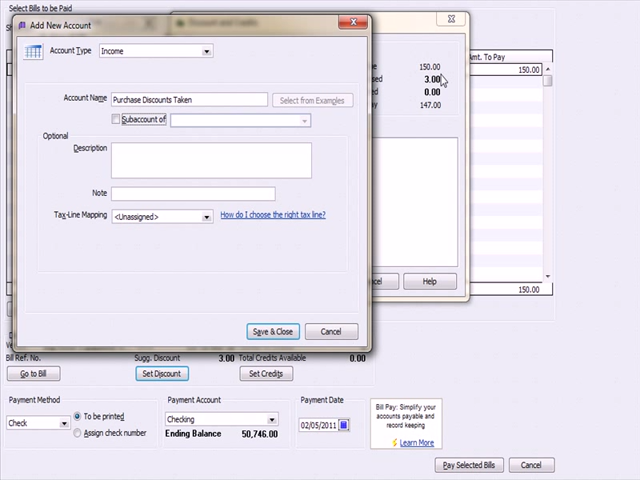 Select Bills to be Paid
Add New Account
Account Type
Income
Account Name
Purchase Discounts Taken
Select from Examples
Subaccount of
Optional
Description
Note
Tax-Line Mapping
<Unassigned>
How do I choose the right tax line?
Save & Close
Cancel
150.00
3.00
0.00
147.00
Help
Amt. To Pay
150.00
150.00
Bill Ref. No.
Sugg. Discount
3.00
Total Credits Available
0.00
Go to Bill
Set Discount
Set Credits
Payment Method
Check
To be printed
Assign check number
Payment Account
Checking
Ending Balance
50,746.00
Payment Date
02/05/2011
Bill Pay: Simplify your
accounts payable and
record keeping
Learn More
Pay Selected Bills
Cancel